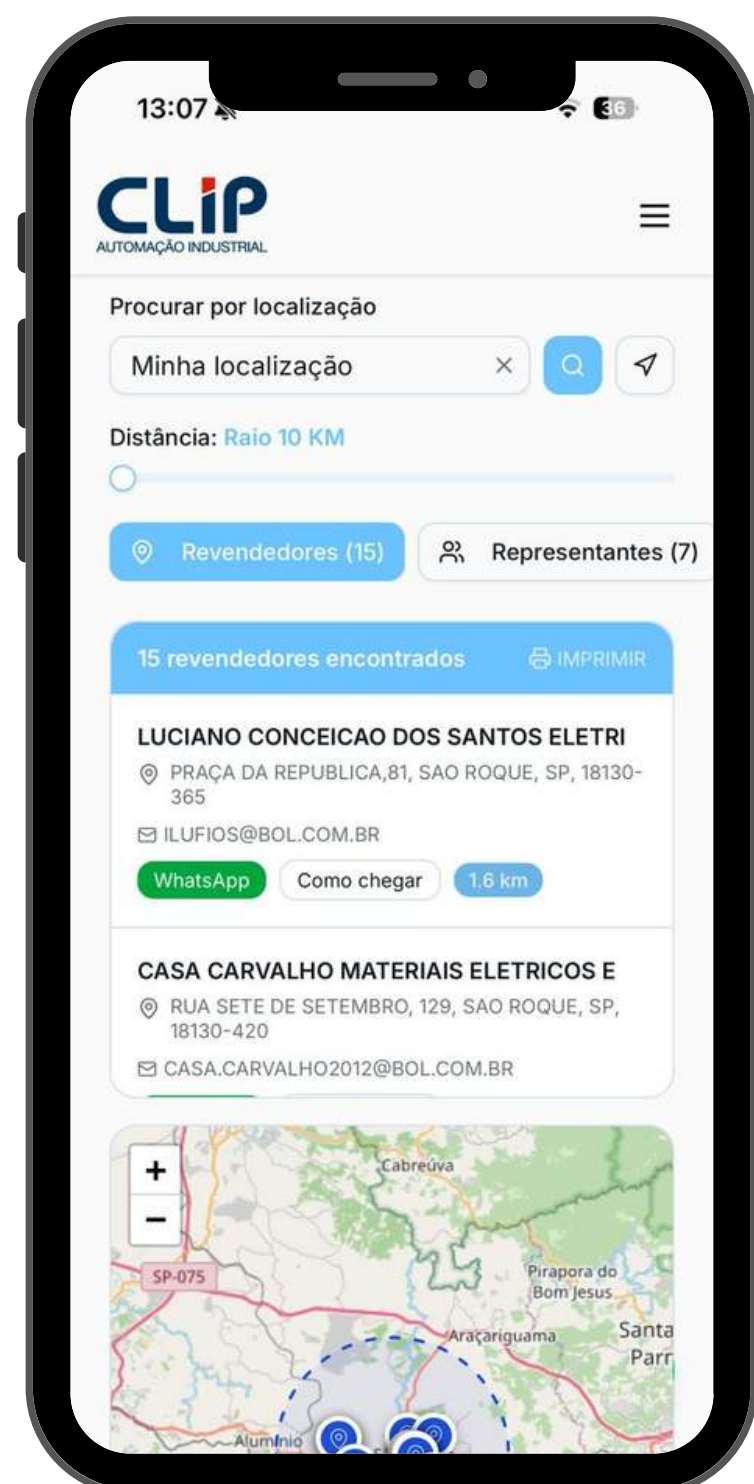 13:07
36
CLIP
AUTOMAÇÃO INDUSTRIAL
Procurar por localização
Minha localização
Distância: Raio 10 KM
Revendedores (15)
Representantes (7)
15 revendedores encontrados
IMPRIMIR
LUCIANO CONCEICAO DOS SANTOS ELETRI
PRAÇA DA REPUBLICA,81, SAO ROQUE, SP, 18130-
365
ILUFIOS@BOL.COM.BR
WhatsApp
Como chegar
1.6 km
CASA CARVALHO MATERIAIS ELETRICOS E
RUA SETE DE SETEMBRO, 129, SAO ROQUE, SP,
18130-420
CASA.CARVALHO2012@BOL.COM.BR
+
−
Cabreúva
SP-075
Pirapora do
Bom Jesus
Araçariguama
Santa
Parr
Alumínio